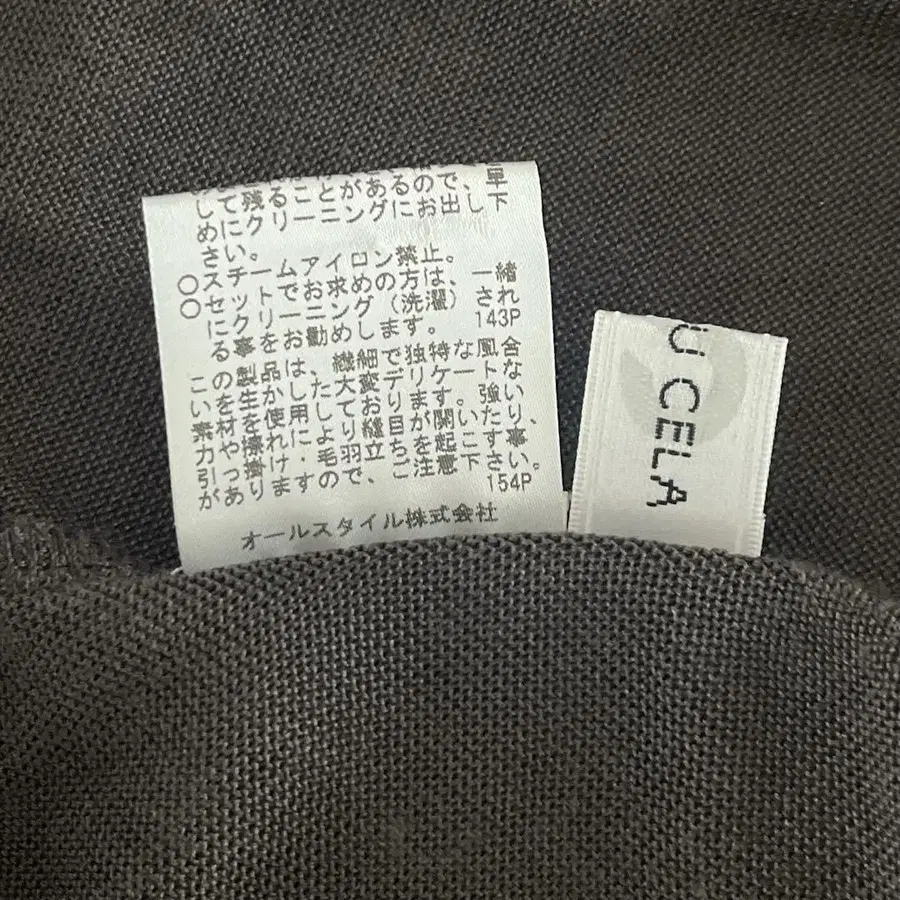 して残ることがあるので、早
めにクリーニングにお出し下
さい。
○スチームアイロン禁止。
○セットでお求めの方は、一緒
にクリーニング(洗濯)され
る事をお勧めします。 143P
この製品は、繊細で独特な風合
いを生かした大変デリケートな
素材を使用しております。強い
力や擦れにより縫目が開いたり、
引っ掛け・毛羽立ちを起こす事
がありますので、ご注意下さい。
154P
オールスタイル株式会社
U CELA